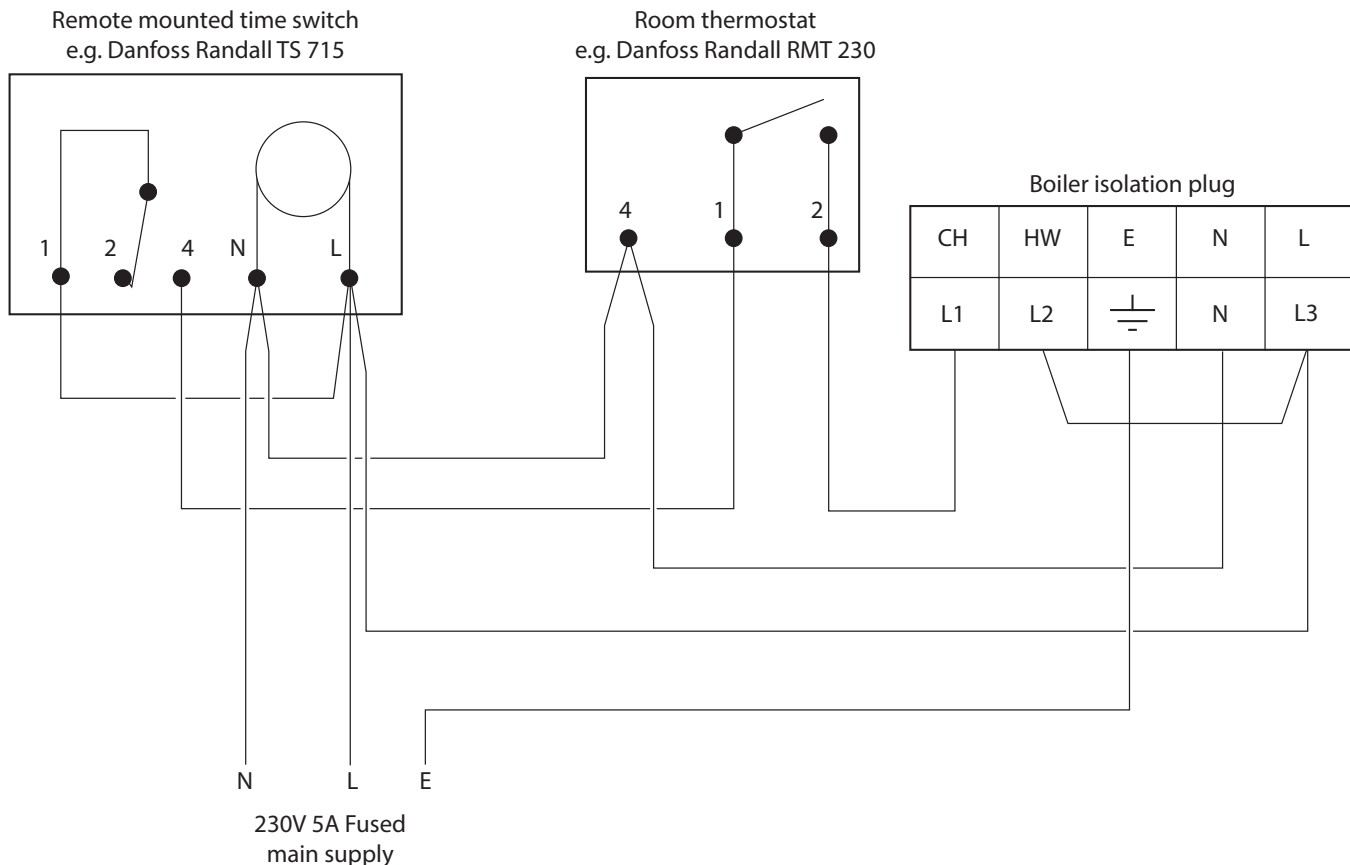 Remote mounted time switch
e.g. Danfoss Randall TS 715
Room thermostat
e.g. Danfoss Randall RMT 230
Boiler isolation plug
1 2 4 N L
4 1 2
CH HW E N L
L1 L2 N L3
N L E
230V 5A Fused
main supply